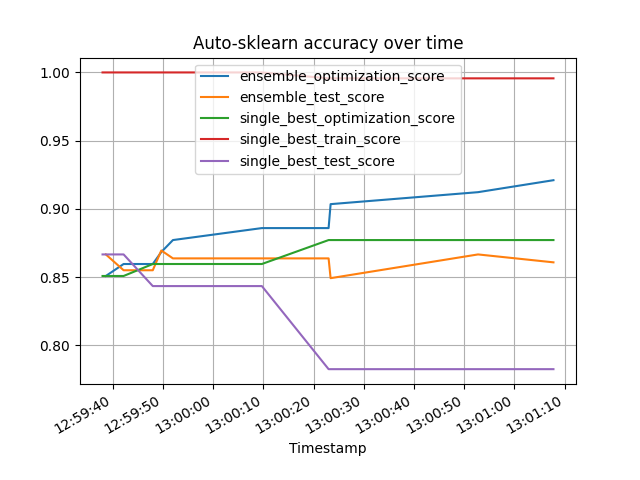 Auto-sklearn accuracy over time
1.00
0.95
0.90
0.85
0.80
ensemble_optimization_score
ensemble_test_score
single_best_optimization_score
single_best_train_score
single_best_test_score
12:59:40
12:59:50
13:00:00
13:00:10
13:00:20
13:00:30
13:00:40
13:00:50
13:01:00
13:01:10
Timestamp